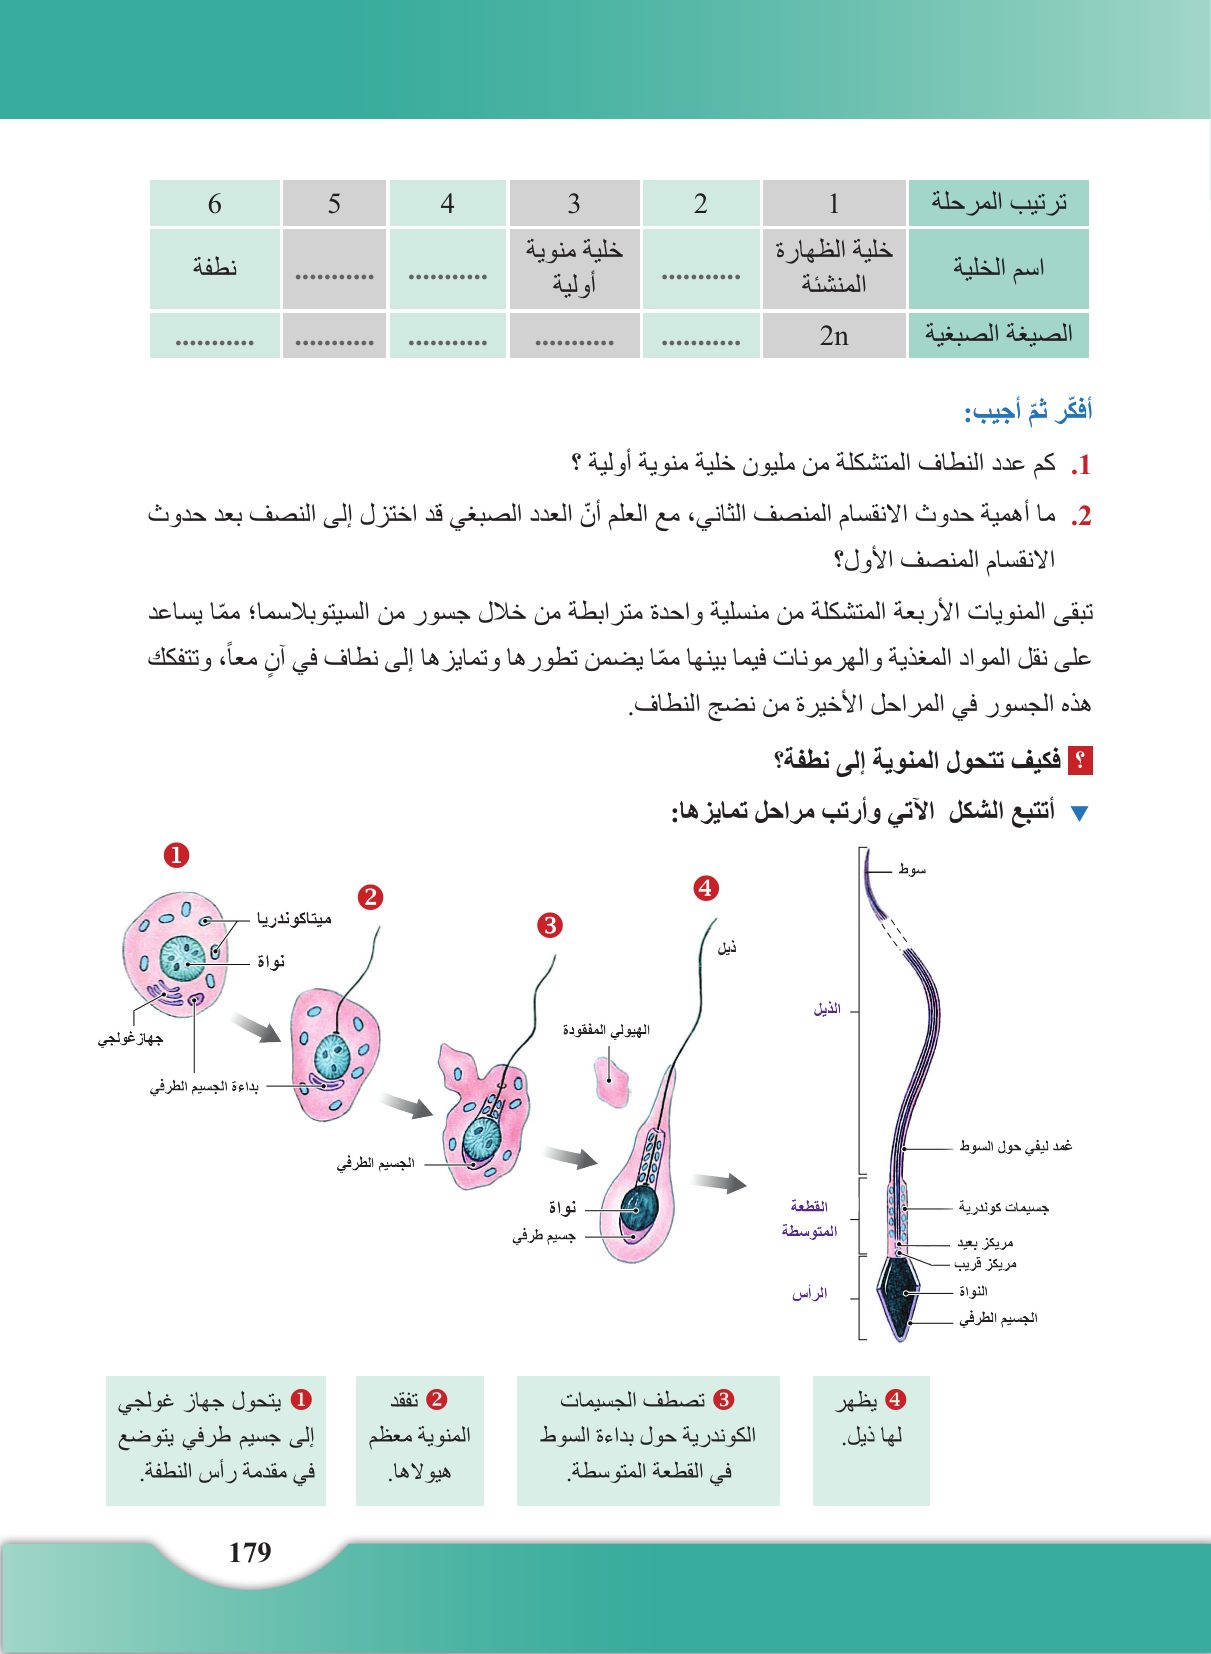 ترتيب المرحلة 1 2 3 4 5 6
اسم الخلية خلية الظهارة المنشئة ........... خلية منوية أولية ........... ........... نطفة
الصيغة الصبغية 2n ........... ........... ........... ........... ...........
أفكّر ثمّ أجيب:
1. كم عدد النطاف المتشكلة من مليون خلية منوية أولية ؟
2. ما أهمية حدوث الانقسام المنصف الثاني، مع العلم أنّ العدد الصبغي قد اختزل إلى النصف بعد حدوث
الانقسام المنصف الأول؟
تبقى المنويات الأربعة المتشكلة من منسلية واحدة مترابطة من خلال جسور من السيتوبلاسما؛ ممّا يساعد
على نقل المواد المغذية والهرمونات فيما بينها ممّا يضمن تطورها وتمايزها إلى نطاف في آنٍ معاً، وتتفكك
هذه الجسور في المراحل الأخيرة من نضج النطاف.
؟ فكيف تتحول المنوية إلى نطفة؟
أتتبع الشكل الآتي وأرتب مراحل تمايزها:
1
ميتاكوندريا
نواة
جهازغولجي
بداءة الجسيم الطرفي
2
3
الجسيم الطرفي
4
ذيل
الهيولي المفقودة
نواة
جسيم طرفي
سوط
الذيل
غمد ليفي حول السوط
القطعة
المتوسطة
جسيمات كوندرية
مريكز بعيد
مريكز قريب
الرأس
النواة
الجسيم الطرفي
4 يظهر
لها ذيل.
3 تصطف الجسيمات
الكوندرية حول بداءة السوط
في القطعة المتوسطة.
2 تفقد
المنوية معظم
هيولاها.
1 يتحول جهاز غولجي
إلى جسيم طرفي يتوضع
في مقدمة رأس النطفة.
179